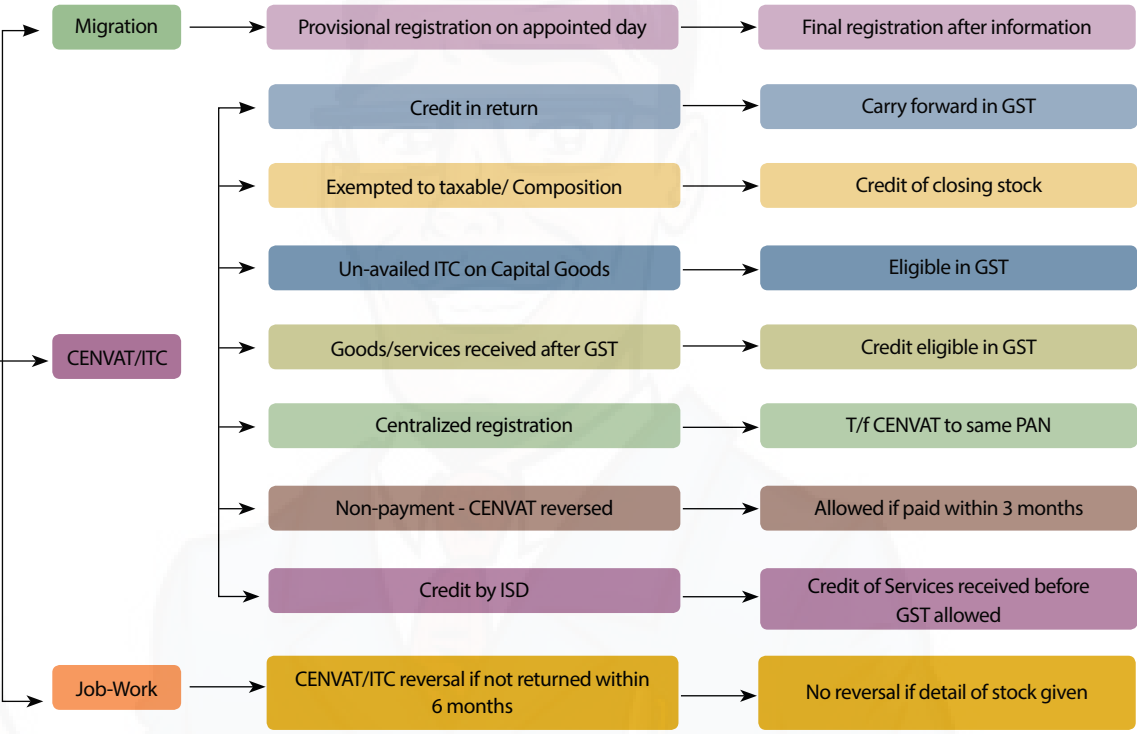 Migration
Provisional registration on appointed day
Final registration after information
Credit in return
Carry forward in GST
Exempted to taxable/ Composition
Credit of closing stock
Un-availed ITC on Capital Goods
Eligible in GST
CENVAT/ITC
Goods/services received after GST
Credit eligible in GST
Centralized registration
T/f CENVAT to same PAN
Non-payment - CENVAT reversed
Allowed if paid within 3 months
Credit by ISD
Credit of Services received before
GST allowed
Job-Work
CENVAT/ITC reversal if not returned within
6 months
No reversal if detail of stock given